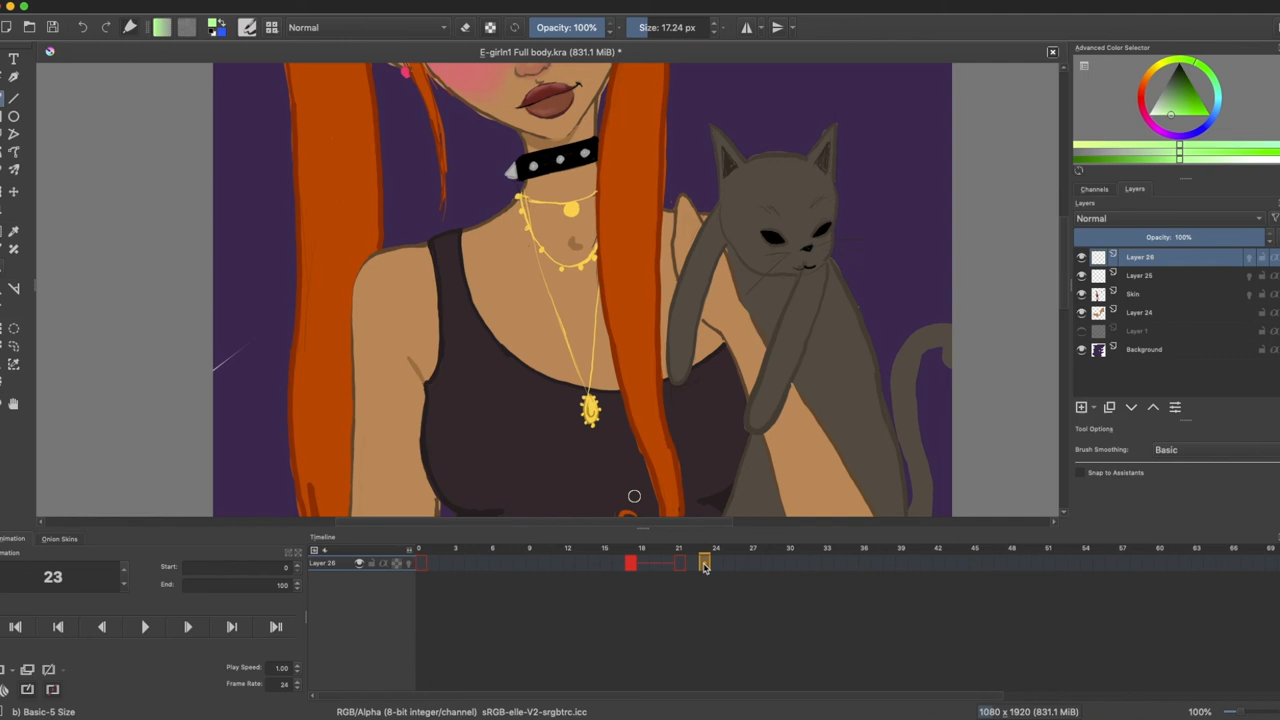 Normal
Opacity: 100%
Size: 17.24 px
E-girln1 Full body.kra (831.1 MiB) *
Advanced Color Selector
Channels
Layers
Layers
Normal
Opacity: 100%
Layer 26
Layer 25
Skin
Layer 24
Layer 1
Background
Tool Options
Brush Smoothing:
Basic
Snap to Assistants
nimation
Onion Skins
Timeline
mation
Start:
0
23
End:
100
0 3 6 9 12 15 18 21 24 27 30 33 36 39 42 45 48 51 54 57 60 63 66 69
Layer 26
Play Speed:
1.00
Frame Rate:
24
b) Basic-5 Size
RGB/Alpha (8-bit integer/channel) sRGB-elle-V2-srgbtrc.icc
1080 x 1920 (831.1 MiB)
100%